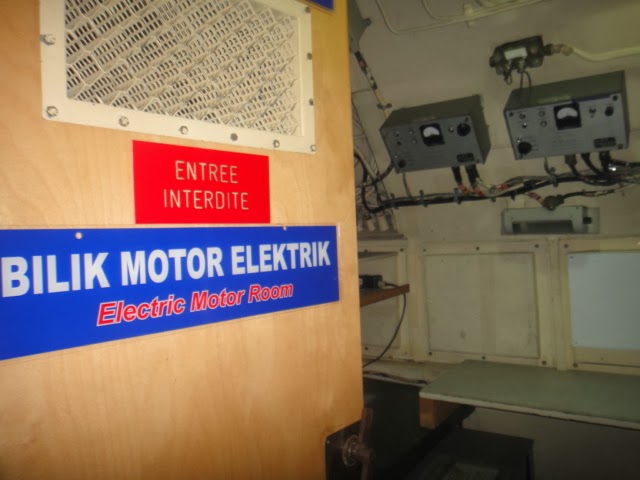 ENTREE
INTERDITE
BILIK MOTOR ELEKTRIK
Electric Motor Room